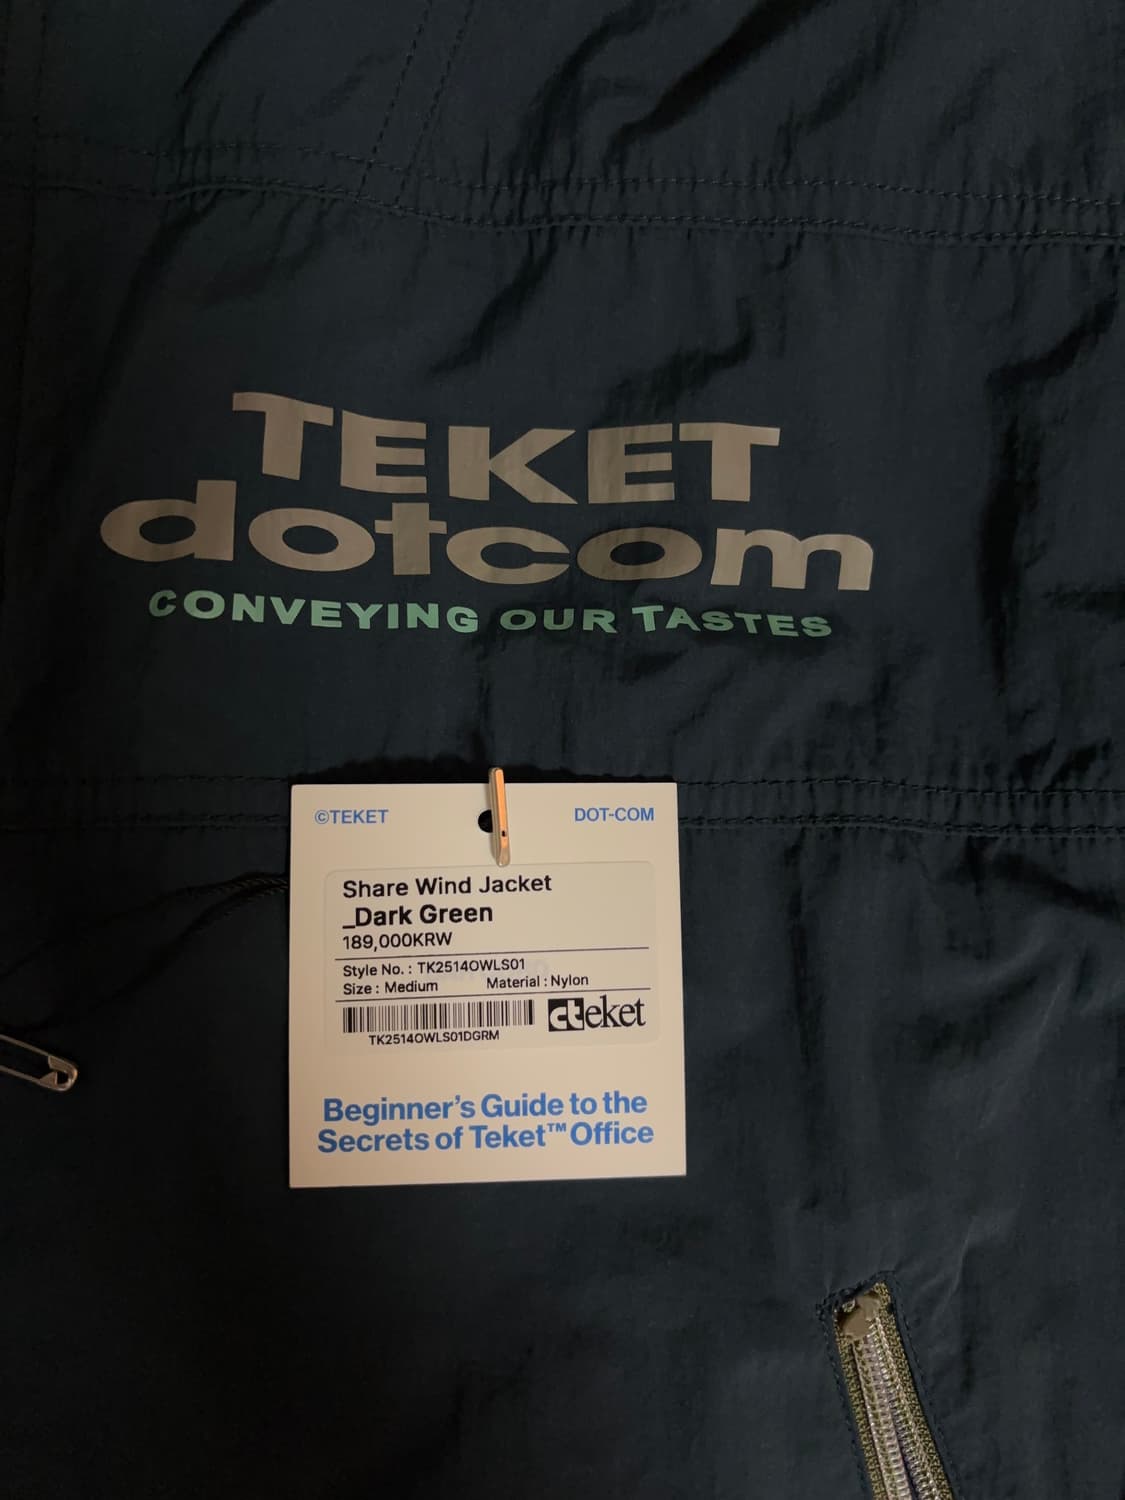 TEKET
dotcom
CONVEYING OUR TASTES
©TEKET DOT-COM
Share Wind Jacket
_Dark Green
189,000KRW
Style No. : TK2514OWLS01
Size : Medium Material : Nylon
TK2514OWLS01DGRM
teket
Beginner's Guide to the
Secrets of Teket™ Office